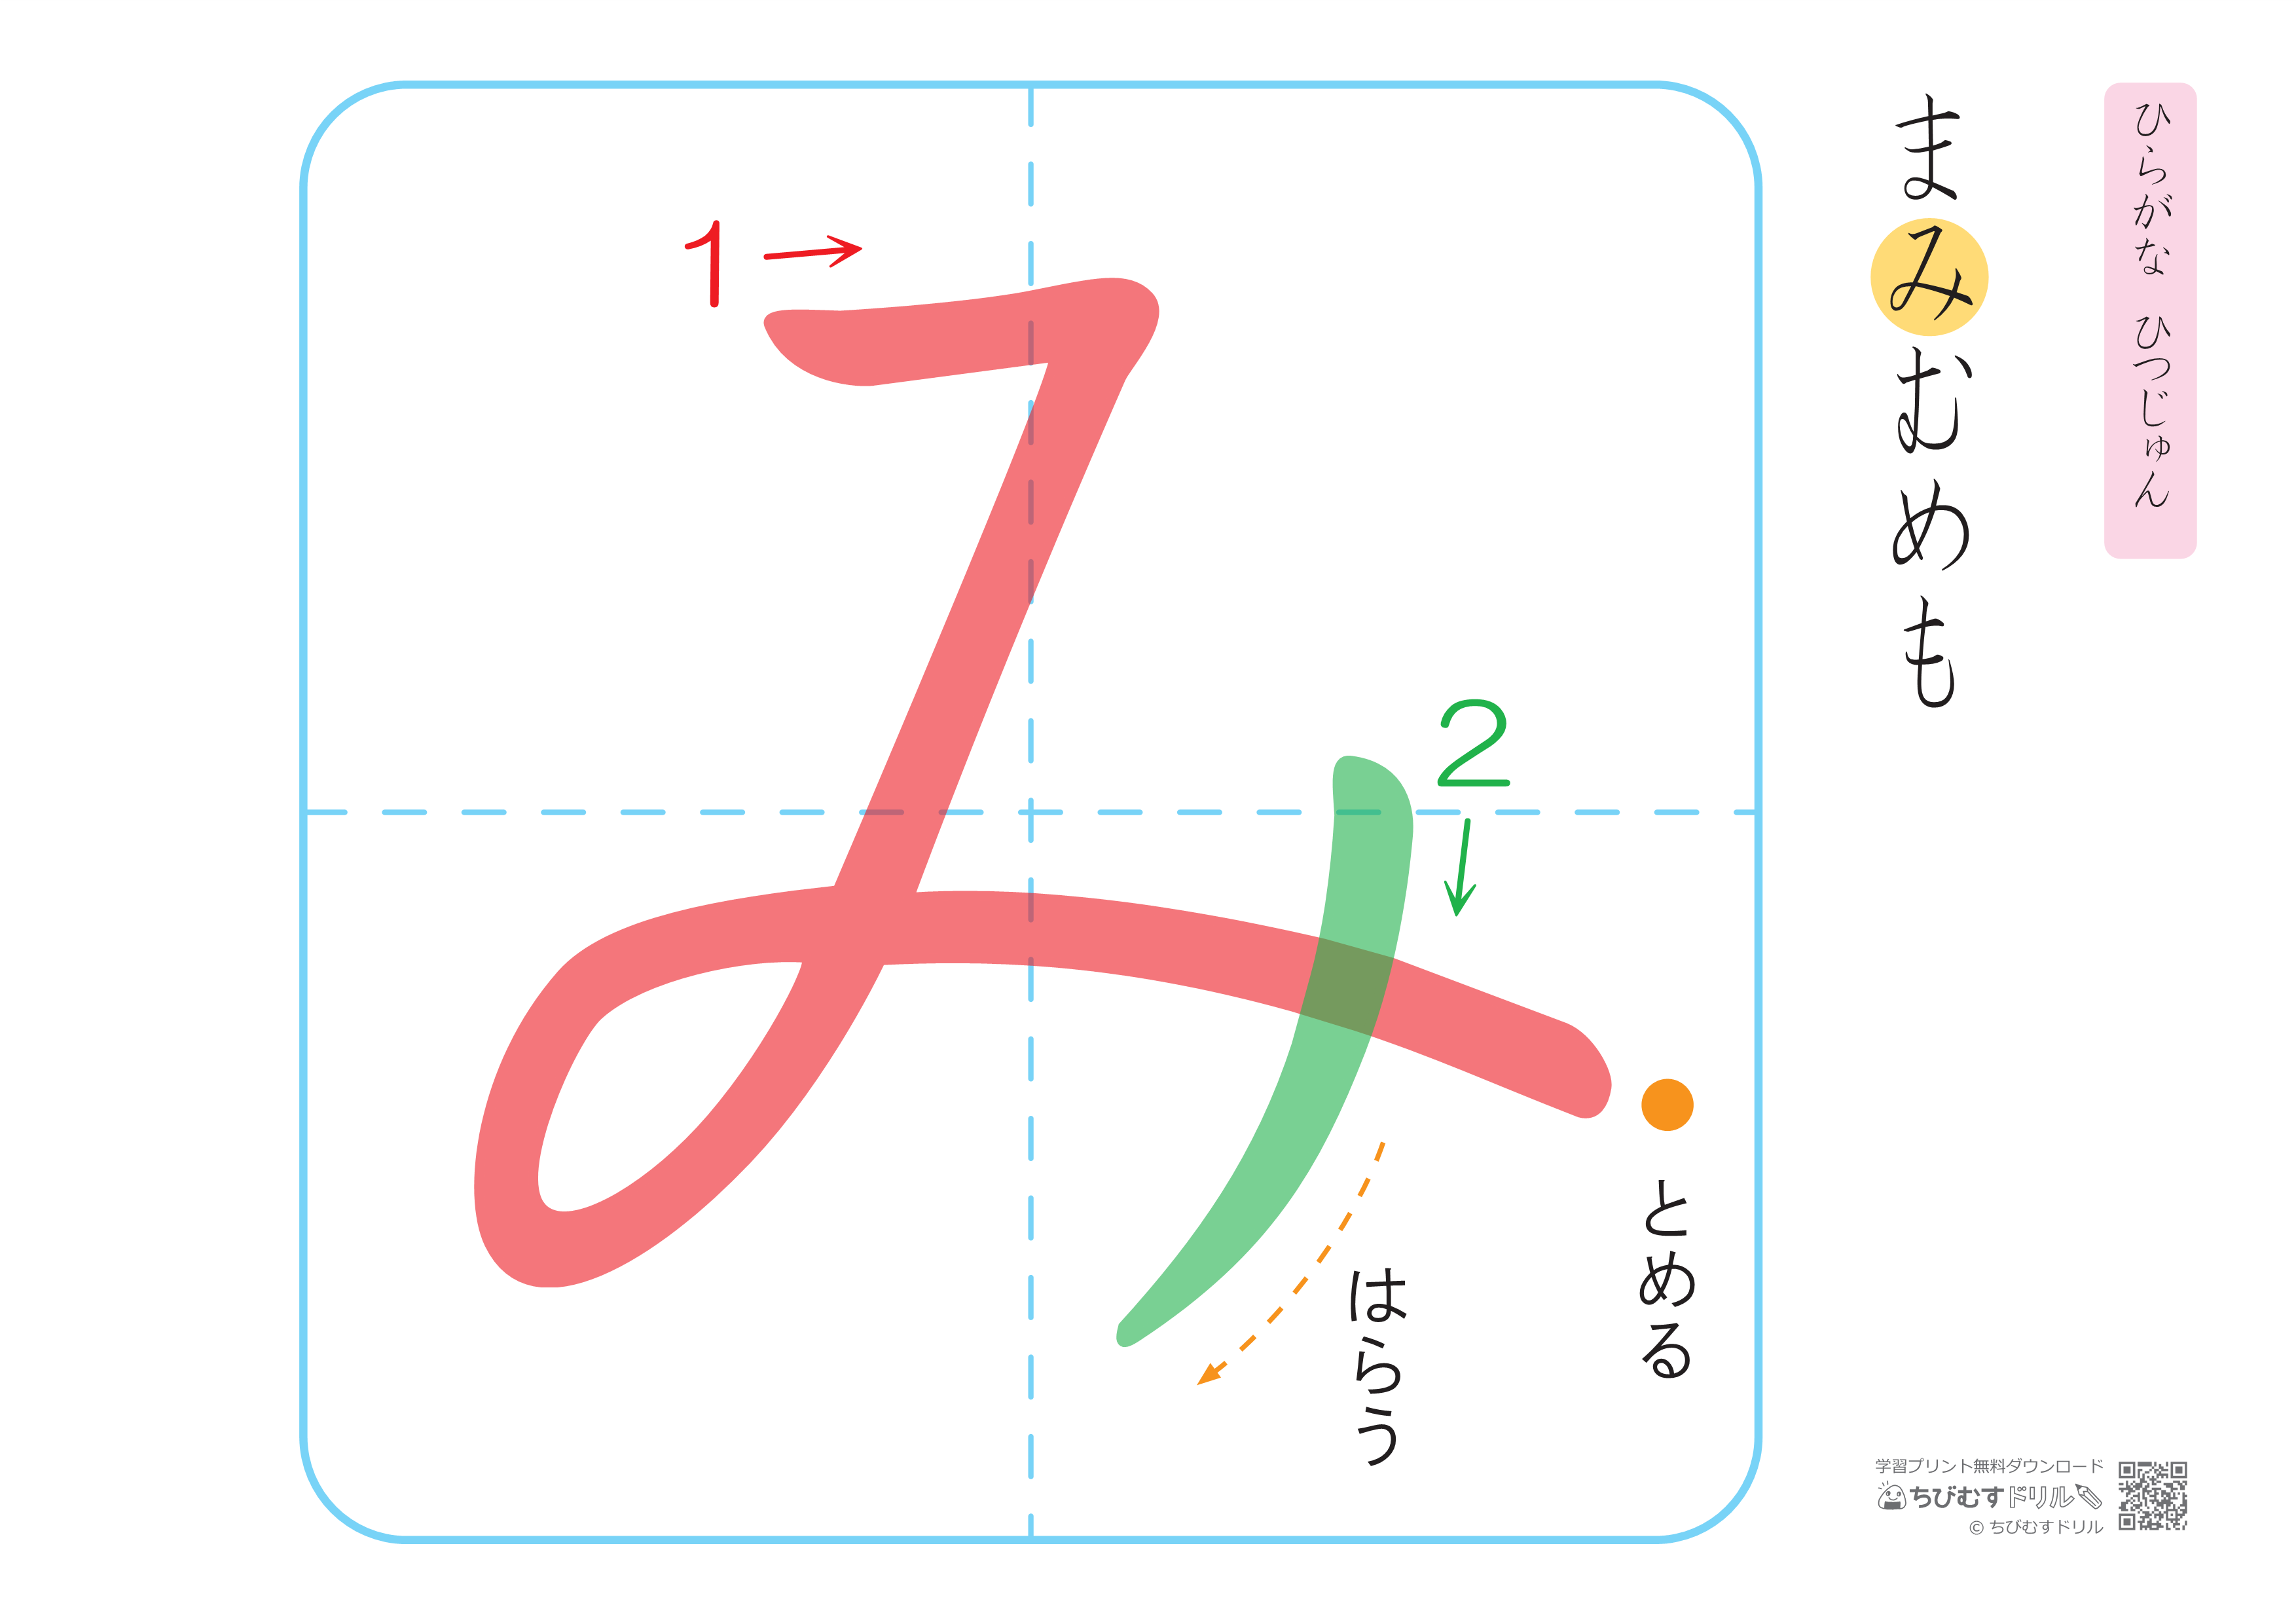 ひらがな ひつじゅん
まみむめも
み
1
2
とめる
はらう
学習プリント無料ダウンロード
ちびむすドリル
© ちびむすドリル